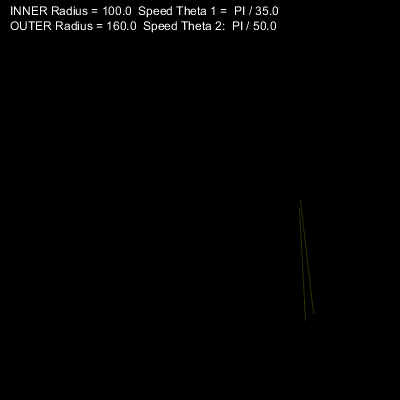 INNER Radius = 100.0  Speed Theta 1 =  PI / 35.0
OUTER Radius = 160.0  Speed Theta 2:  PI / 50.0